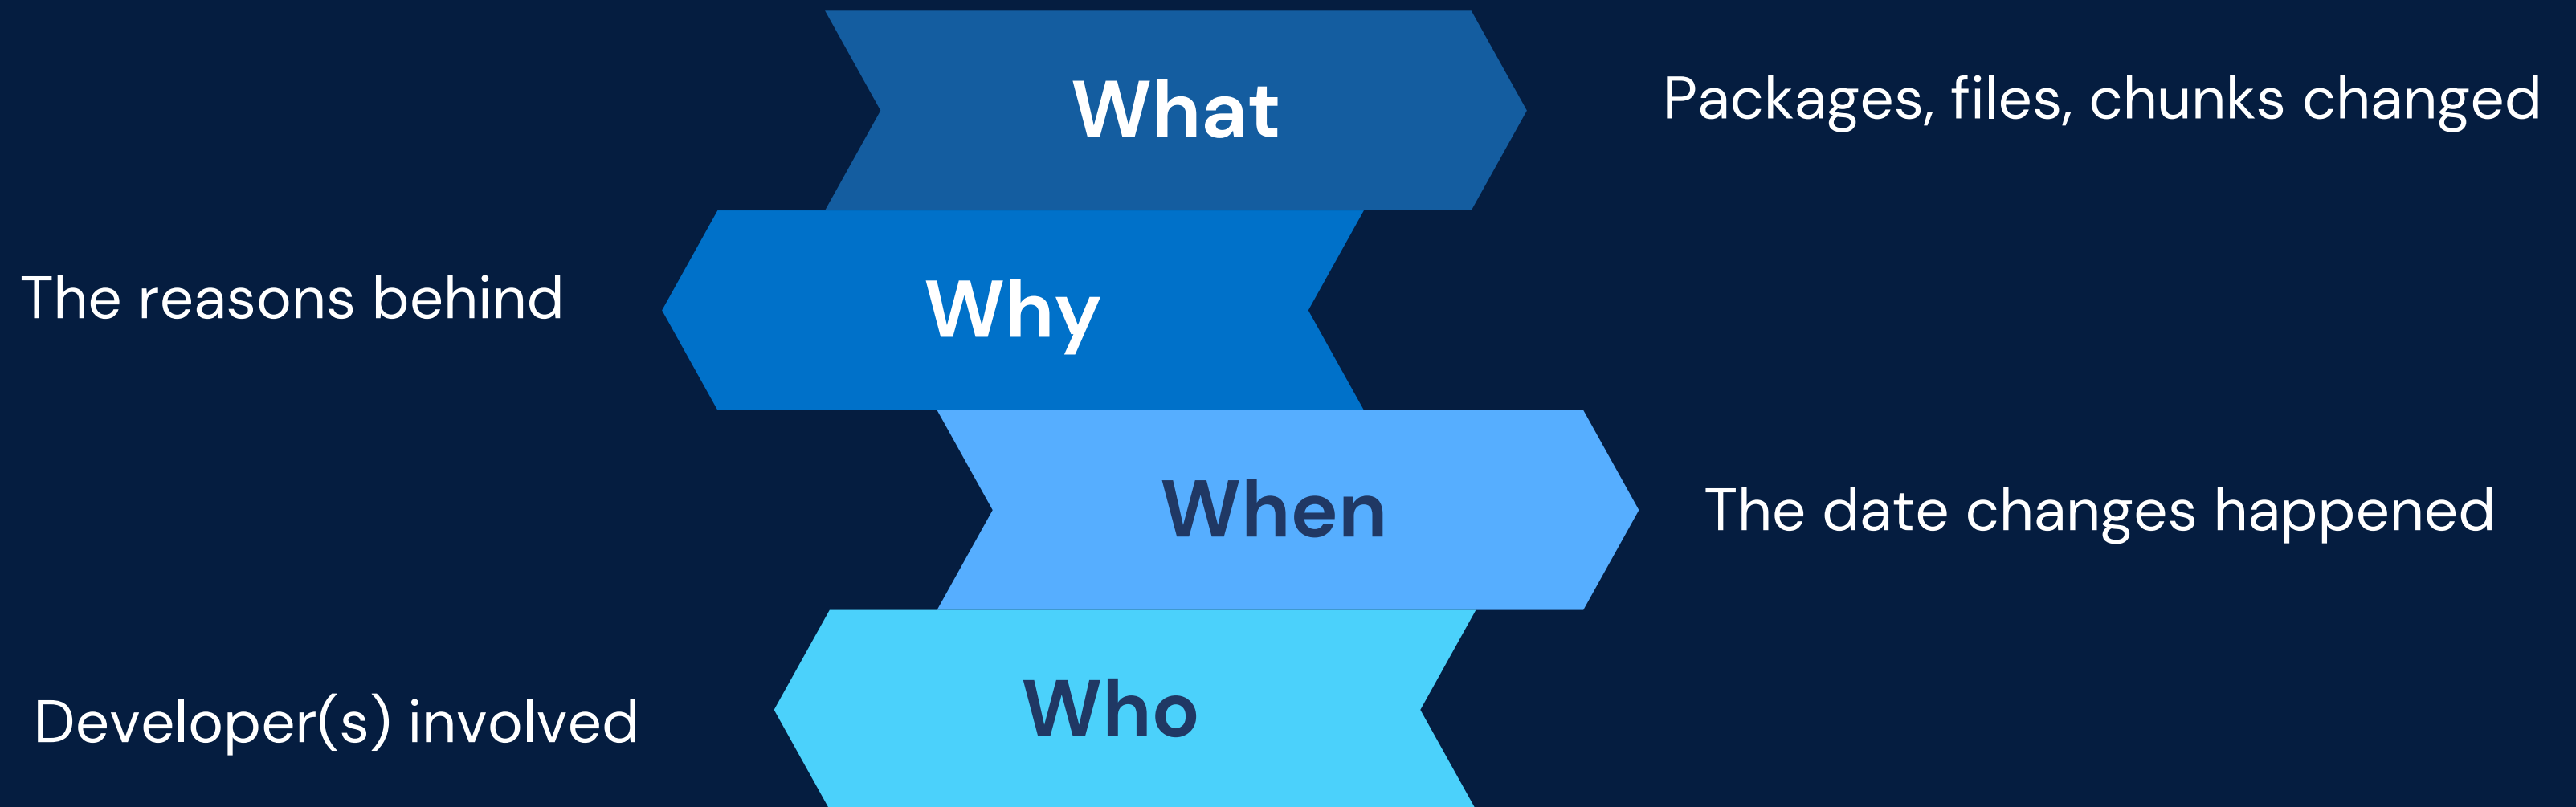 What
Packages, files, chunks changed
The reasons behind
Why
When
The date changes happened
Developer(s) involved
Who